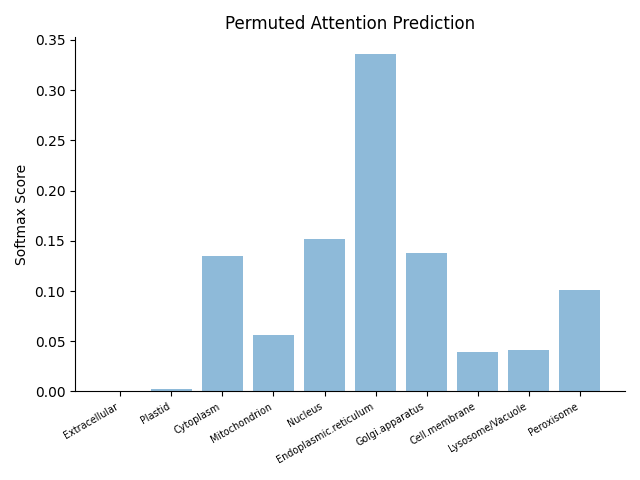 Permuted Attention Prediction
Softmax Score
0.35
0.30
0.25
0.20
0.15
0.10
0.05
0.00
Extracellular
Plastid
Cytoplasm
Mitochondrion
Nucleus
Endoplasmic.reticulum
Golgi.apparatus
Cell.membrane
Lysosome/Vacuole
Peroxisome